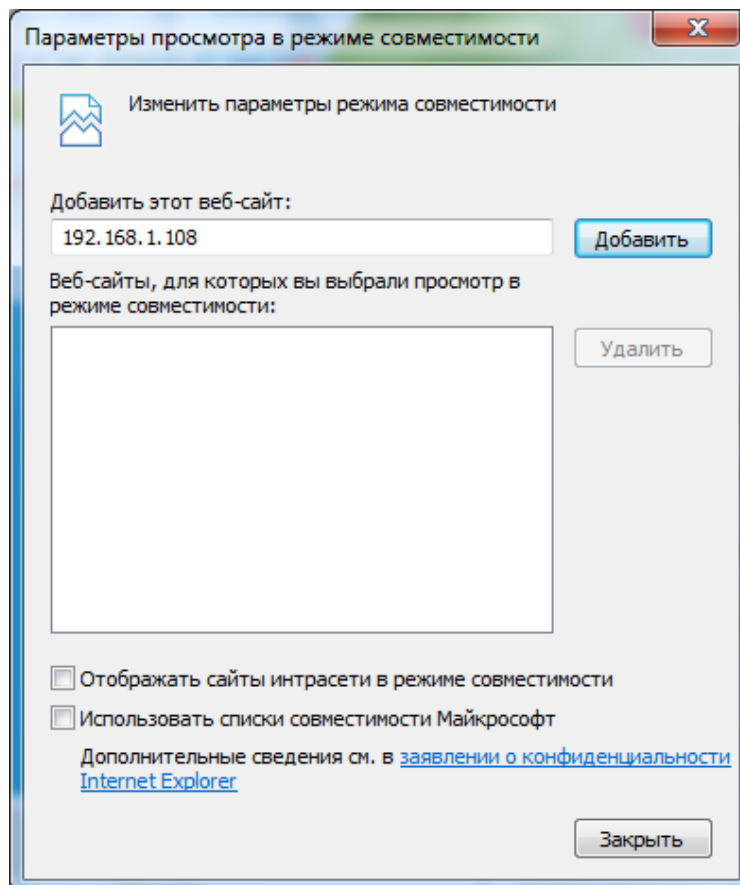 Параметры просмотра в режиме совместимости
Изменить параметры режима совместимости
Добавить этот веб-сайт:
192.168.1.108
Добавить
Веб-сайты, для которых вы выбрали просмотр в
режиме совместимости:
Удалить
Отображать сайты интрасети в режиме совместимости
Использовать списки совместимости Майкрософт
Дополнительные сведения см. в заявлении о конфиденциальности
Internet Explorer
Закрыть